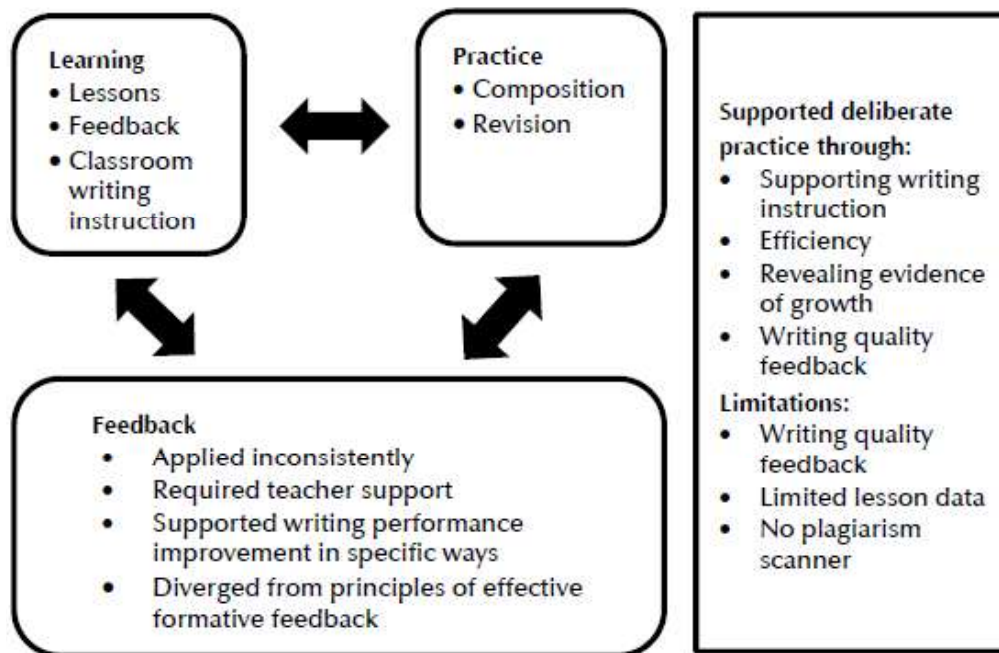 Learning
• Lessons
• Feedback
• Classroom
writing
instruction
Practice
• Composition
• Revision
Feedback
• Applied inconsistently
• Required teacher support
• Supported writing performance
improvement in specific ways
• Diverged from principles of effective
formative feedback
Supported deliberate
practice through:
• Supporting writing
instruction
• Efficiency
• Revealing evidence
of growth
• Writing quality
feedback
Limitations:
• Writing quality
feedback
• Limited lesson data
• No plagiarism
scanner